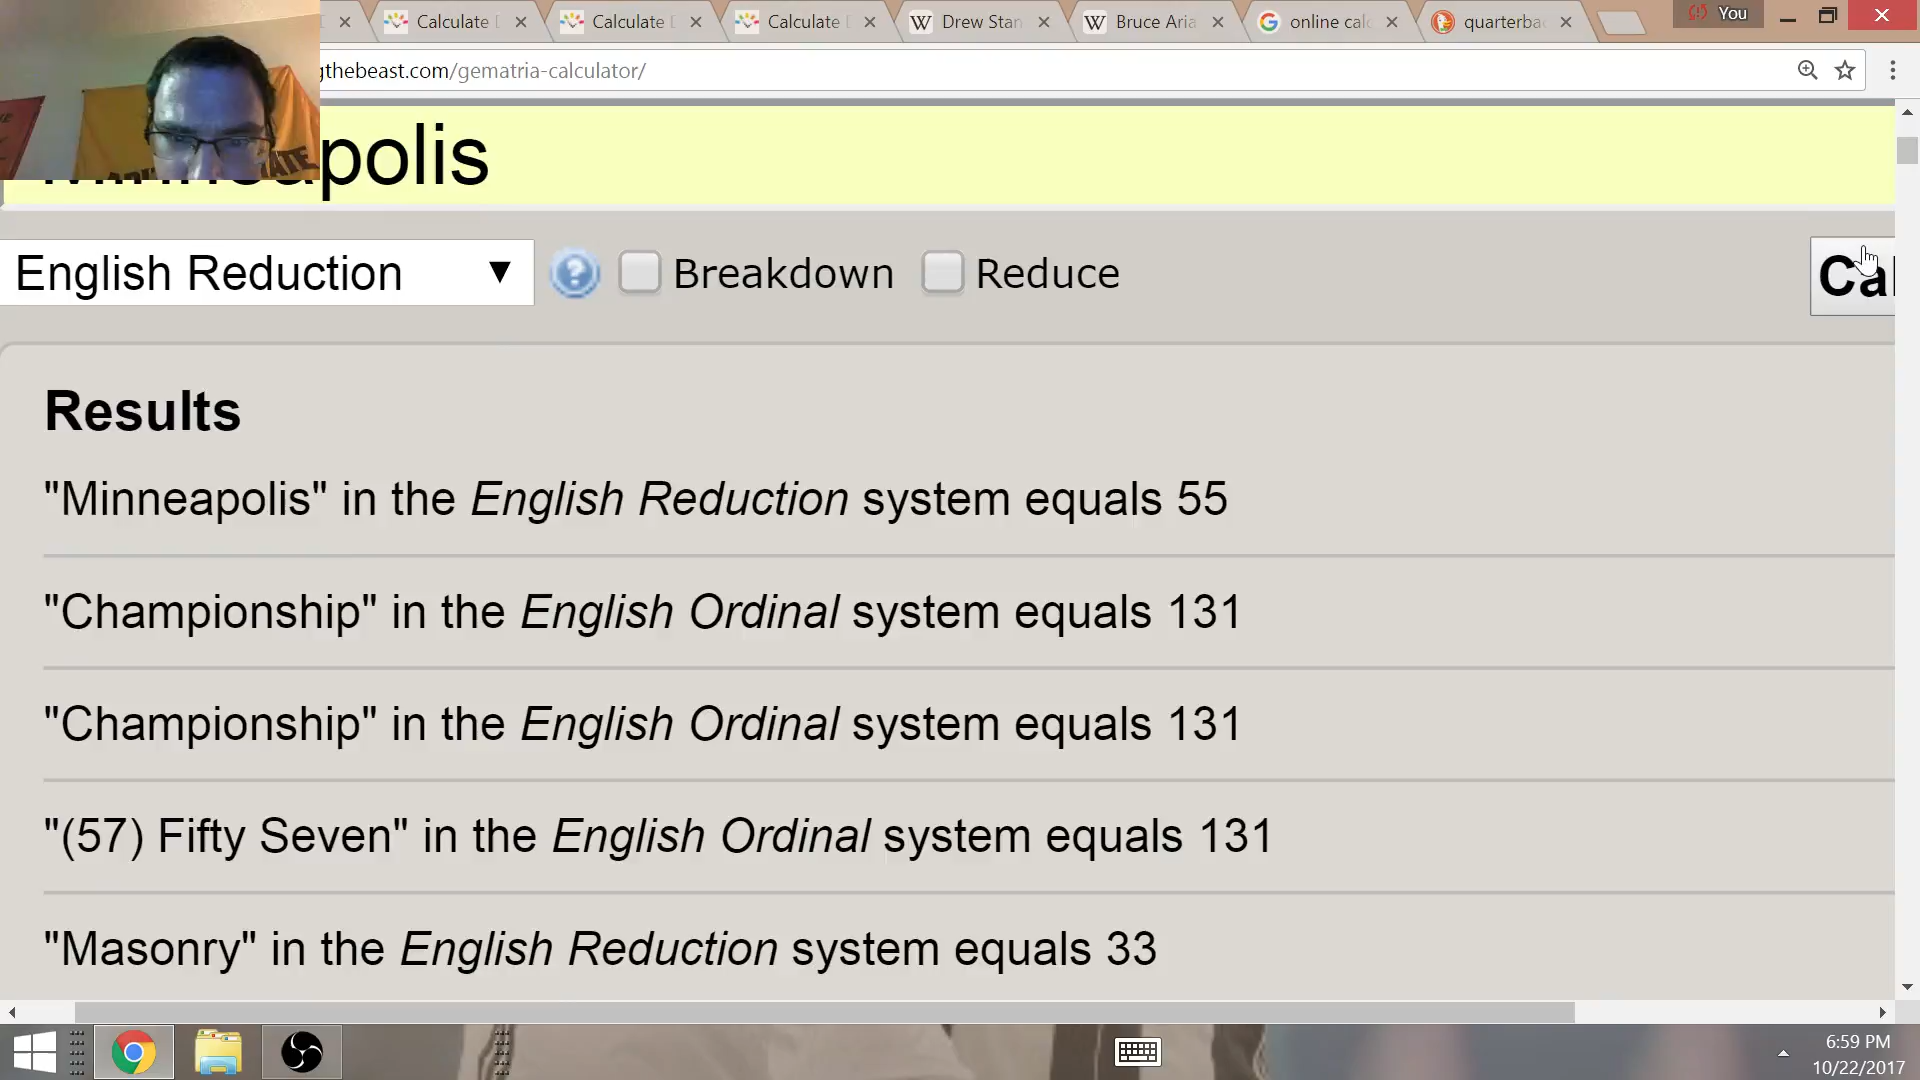 Calculate
Calculate
Calculate
Drew Stan
Bruce Aria
online calc
quarterba
You
gthebeast.com/gematria-calculator/
Minneapolis
English Reduction
Breakdown
Reduce
Cal
Results
"Minneapolis" in the English Reduction system equals 55
"Championship" in the English Ordinal system equals 131
"Championship" in the English Ordinal system equals 131
"(57) Fifty Seven" in the English Ordinal system equals 131
"Masonry" in the English Reduction system equals 33
6:59 PM
10/22/2017